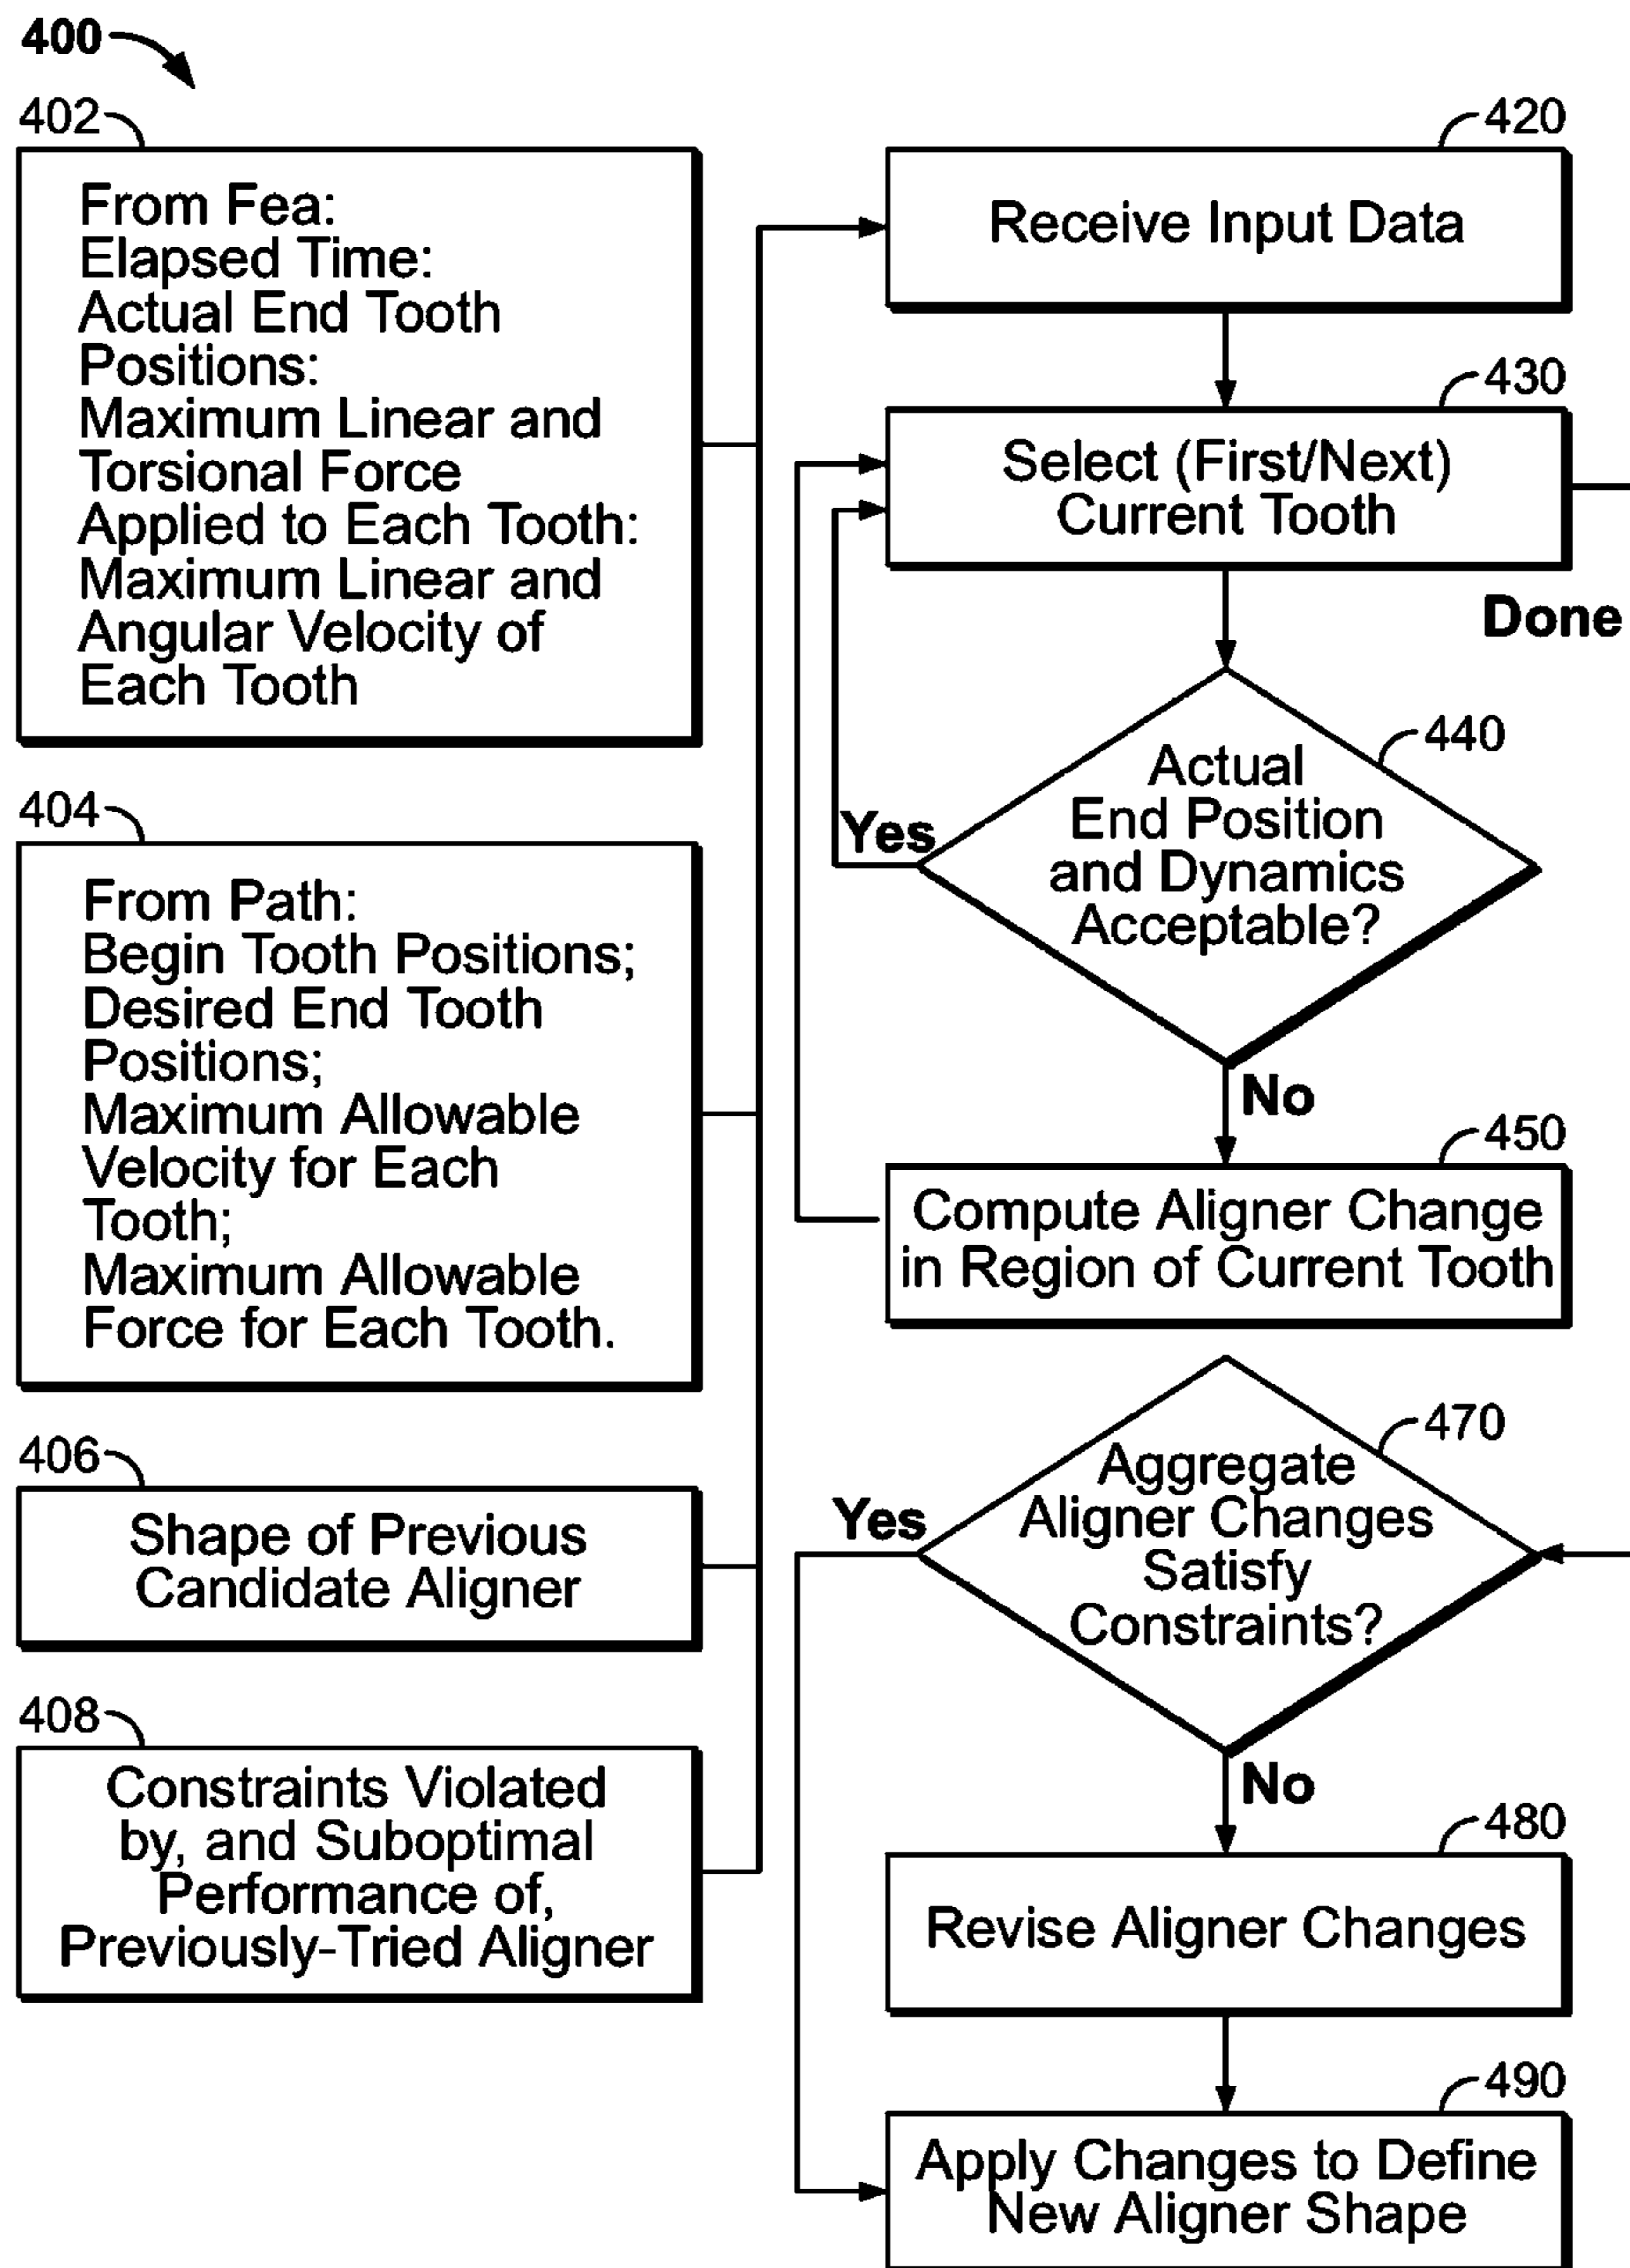 400
402
From Fea:
Elapsed Time:
Actual End Tooth
Positions:
Maximum Linear and
Torsional Force
Applied to Each Tooth:
Maximum Linear and
Angular Velocity of
Each Tooth
404
From Path:
Begin Tooth Positions;
Desired End Tooth
Positions;
Maximum Allowable
Velocity for Each
Tooth;
Maximum Allowable
Force for Each Tooth.
406
Shape of Previous
Candidate Aligner
408
Constraints Violated
by, and Suboptimal
Performance of,
Previously-Tried Aligner
420
Receive Input Data
430
Select (First/Next)
Current Tooth
Done
440
Actual
End Position
and Dynamics
Acceptable?
Yes
No
450
Compute Aligner Change
in Region of Current Tooth
470
Aggregate
Aligner Changes
Satisfy
Constraints?
Yes
No
480
Revise Aligner Changes
490
Apply Changes to Define
New Aligner Shape